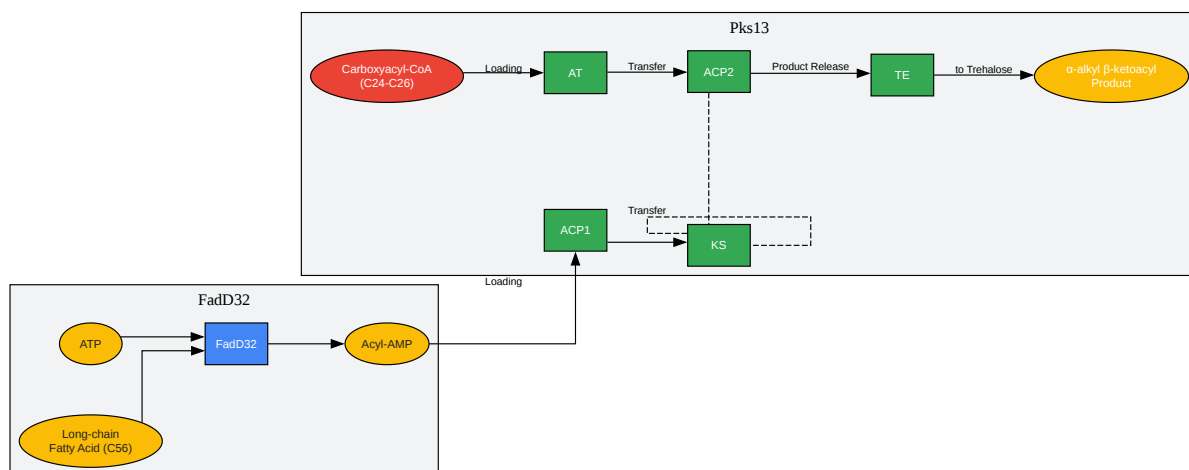 Pks13
Carboxyacyl-CoA
(C24-C26)
Loading
AT
Transfer
ACP2
Product Release
TE
to Trehalose
α-alkyl β-ketoacyl
Product
ACP1
Transfer
KS
Loading
FadD32
ATP
FadD32
Acyl-AMP
Long-chain
Fatty Acid (C56)